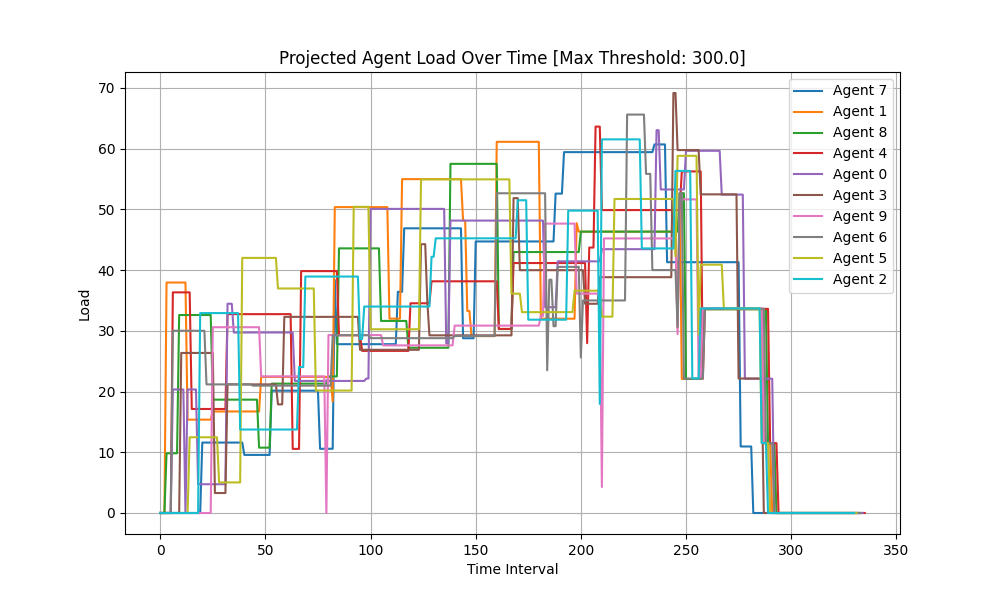 Projected Agent Load Over Time [Max Threshold: 300.0]
70
60
50
40
30
20
10
0
Load
0 50 100 150 200 250 300 350
Time Interval
Agent 7
Agent 1
Agent 8
Agent 4
Agent 0
Agent 3
Agent 9
Agent 6
Agent 5
Agent 2